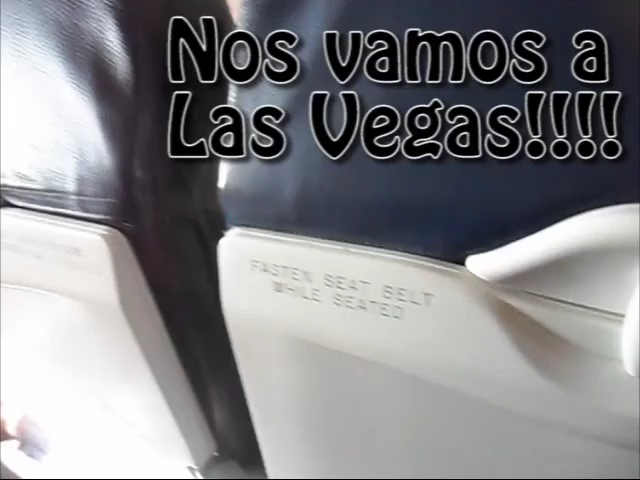 Nos vamos a
Las Vegas!!!!
FASTEN SEAT BELT
WHILE SEATED